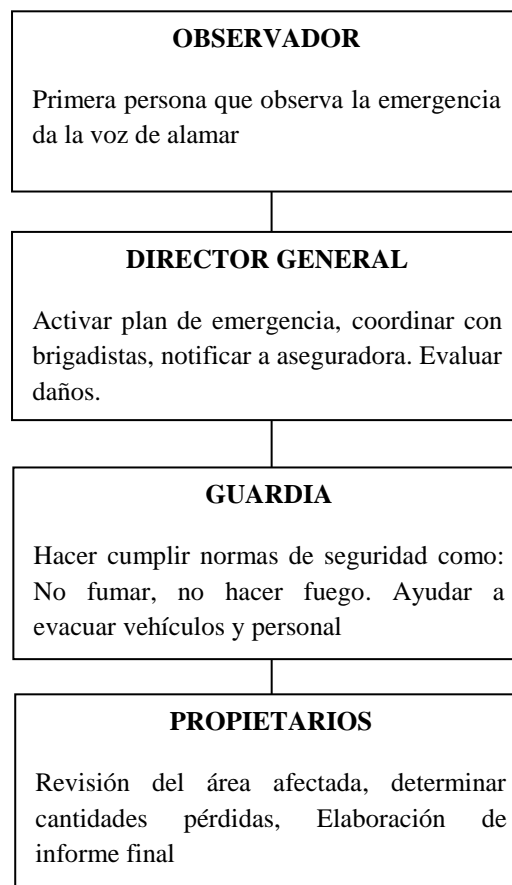 OBSERVADOR
Primera persona que observa la emergencia
da la voz de alamar
DIRECTOR GENERAL
Activar plan de emergencia, coordinar con
brigadistas, notificar a aseguradora. Evaluar
daños.
GUARDIA
Hacer cumplir normas de seguridad como:
No fumar, no hacer fuego. Ayudar a
evacuar vehículos y personal
PROPIETARIOS
Revisión del área afectada, determinar
cantidades pérdidas, Elaboración de
informe final